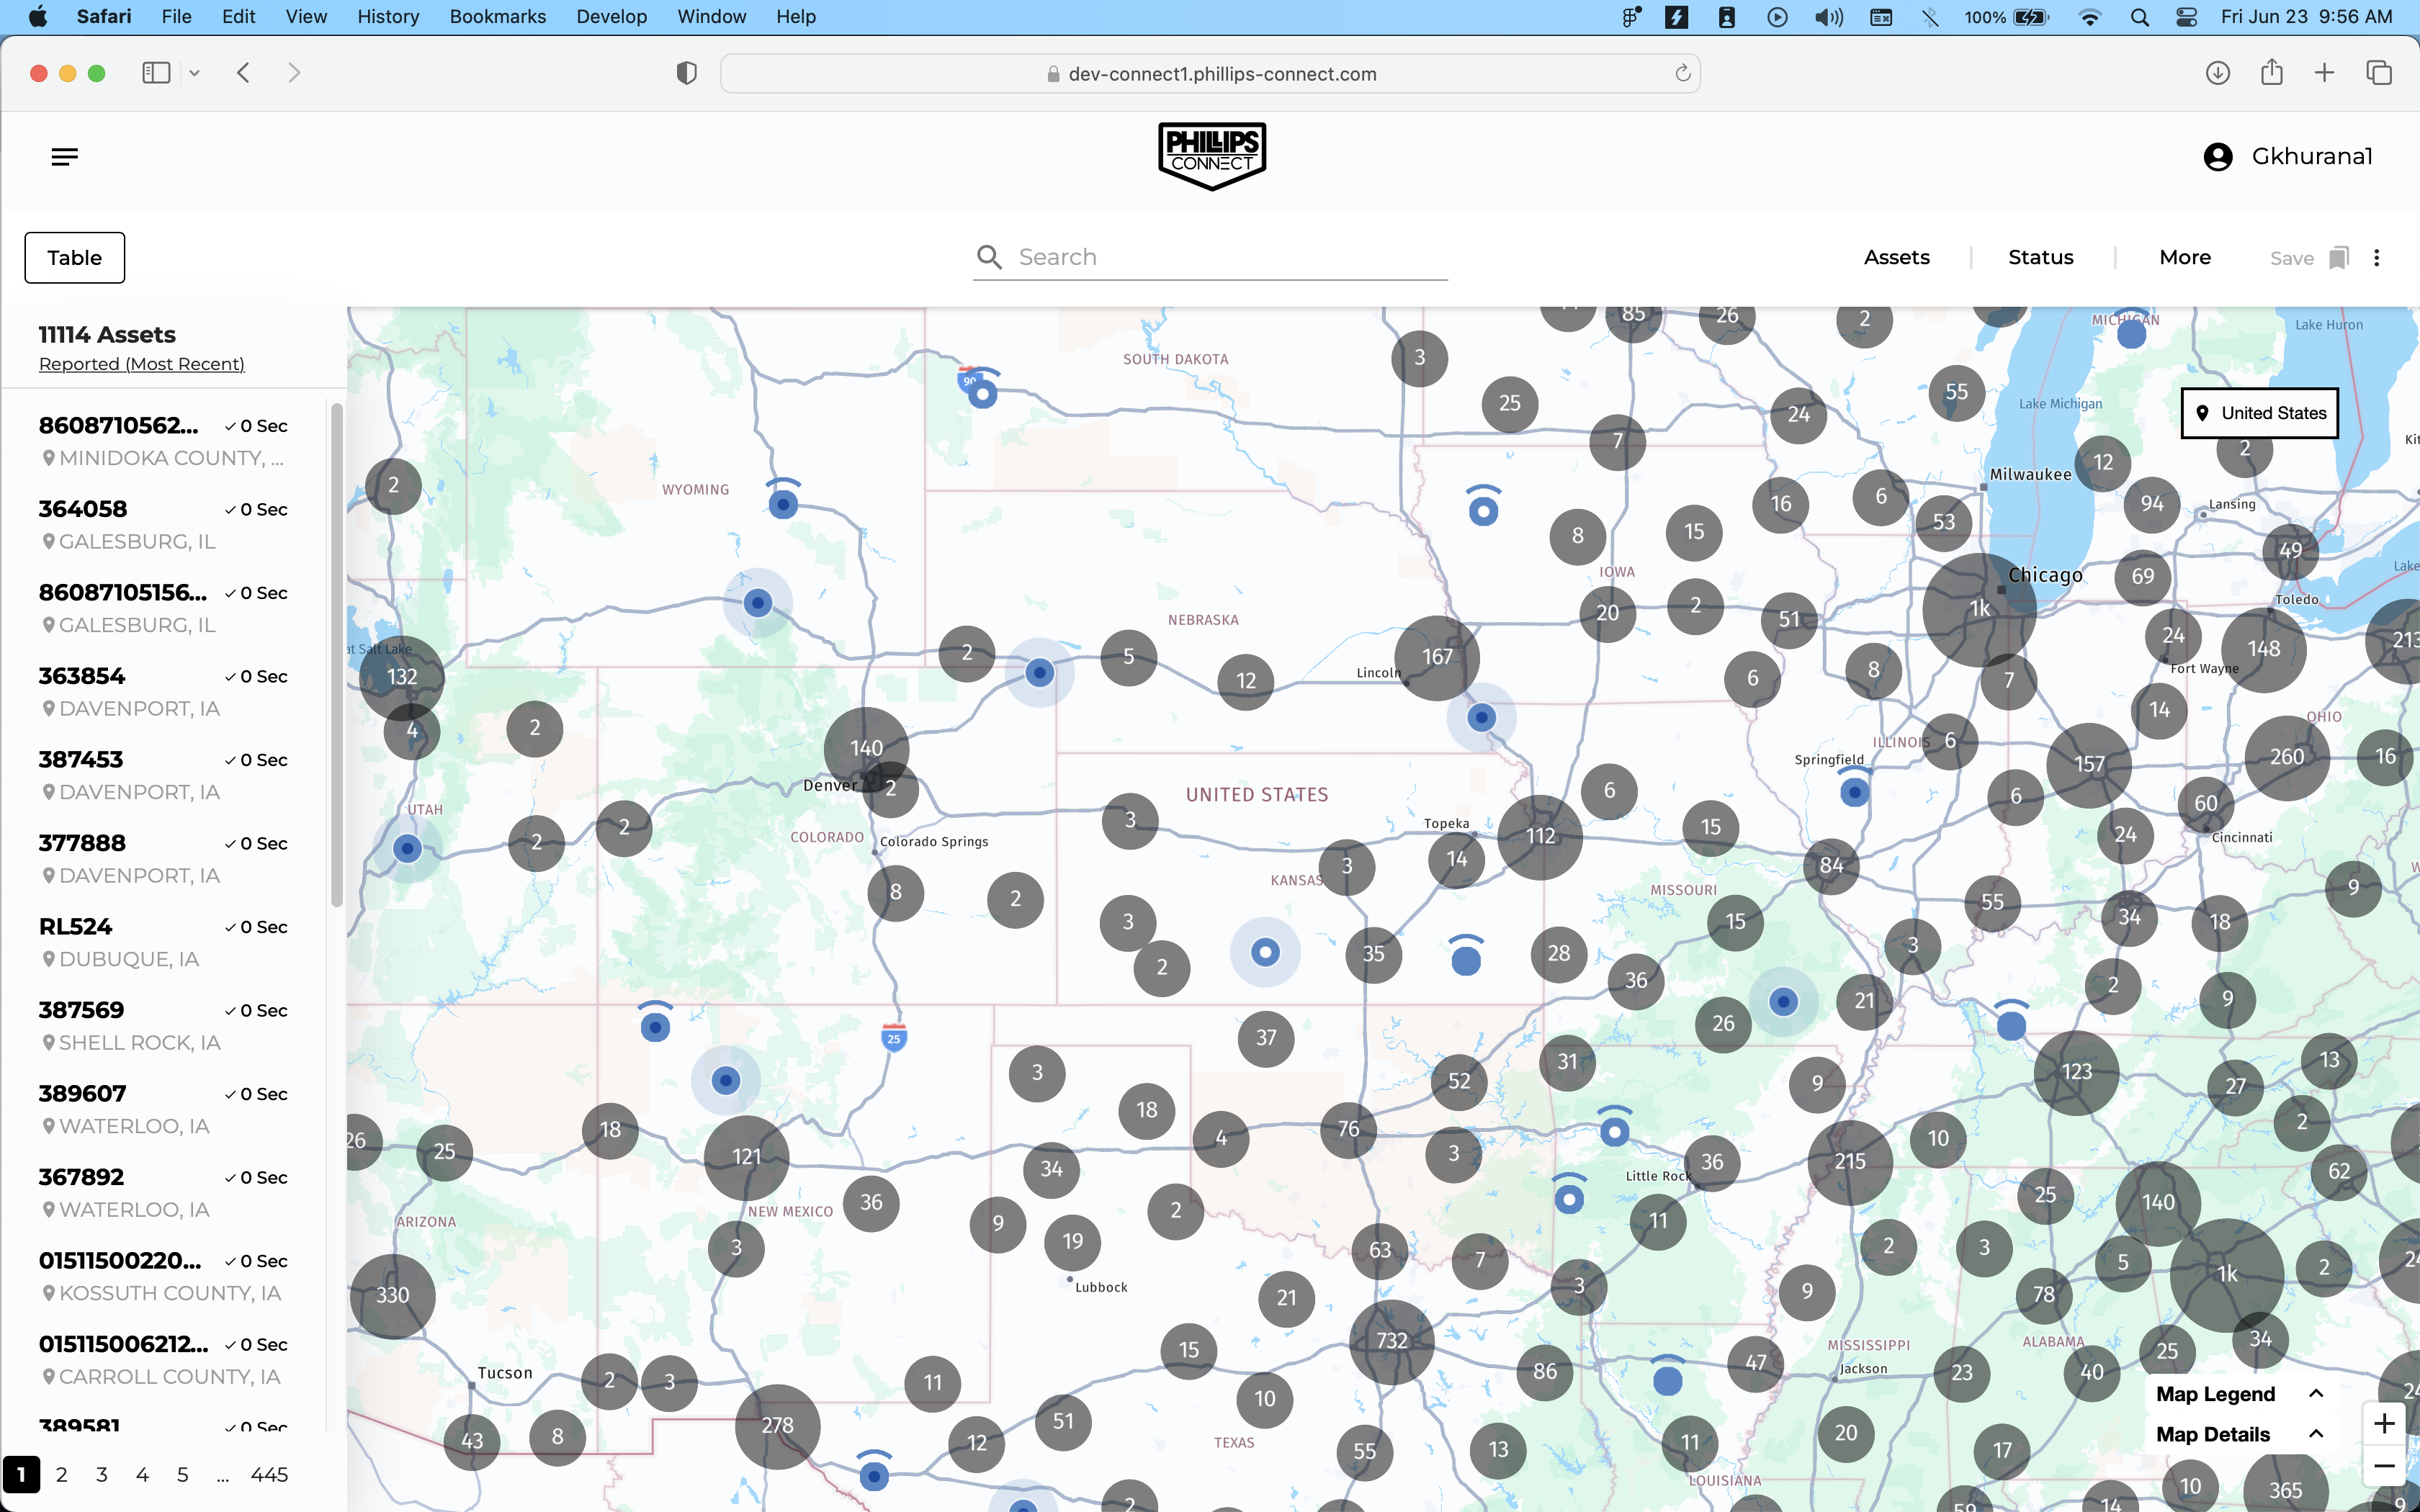 Safari File Edit View History Bookmarks Develop Window Help 100% Fri Jun 23 9:56 AM
dev-connect1.phillips-connect.com
PHILLIPS
CONNECT
Gkhurana1
Table
Search
Assets
Status
More
Save
11114 Assets
Reported (Most Recent)
8608710562... 0 Sec
MINIDOKA COUNTY, ...
364058 0 Sec
GALESBURG, IL
86087105156... 0 Sec
GALESBURG, IL
363854 0 Sec
DAVENPORT, IA
387453 0 Sec
DAVENPORT, IA
377888 0 Sec
DAVENPORT, IA
RL524 0 Sec
DUBUQUE, IA
387569 0 Sec
SHELL ROCK, IA
389607 0 Sec
WATERLOO, IA
367892 0 Sec
WATERLOO, IA
01511500220... 0 Sec
KOSSUTH COUNTY, IA
015115006212... 0 Sec
CARROLL COUNTY, IA
389581 0 Sec
1 2 3 4 5 ... 445
85 26 2 MICHIGAN Lake Huron
SOUTH DAKOTA 3
90 25 24 55 Lake Michigan
United States
7 2
2 WYOMING 12 Milwaukee
16 6 94 Lansing
8 15 53 49
IOWA Chicago 69
20 2 51 1k Toledo
NEBRASKA 24 148 213
132 2 5 12 Lincoln 167 6 8 7 Fort Wayne
4 2 14 OHIO
140 Denver 2 ILLINOIS 6 157 260 16
Springfield
UNITED STATES 6 6 60
UTAH 2 2 COLORADO Colorado Springs 3 Topeka 112 15 24 Cincinnati
3 14 84
KANSAS MISSOURI 9
8 2 3 15 55 34 18
2 35 28 36 3 2 9
21
26
25 37
3 52 31 9 123 27 13
18 2
26 25 18 121 34 4 76 3 Little Rock 36 215 10 62
ARIZONA NEW MEXICO 36 9 2 11 25 140
3 19 63 7 2 3 5 1k 2
Lubbock
330 21 3 9 78
732 MISSISSIPPI ALABAMA 34
15 47 Jackson 25
Tucson 2 3 11 10 86 23 40
51
Map Legend
43 8 278 12 TEXAS 55 13 11 20 17
Map Details
LOUISIANA
2 10 365
14